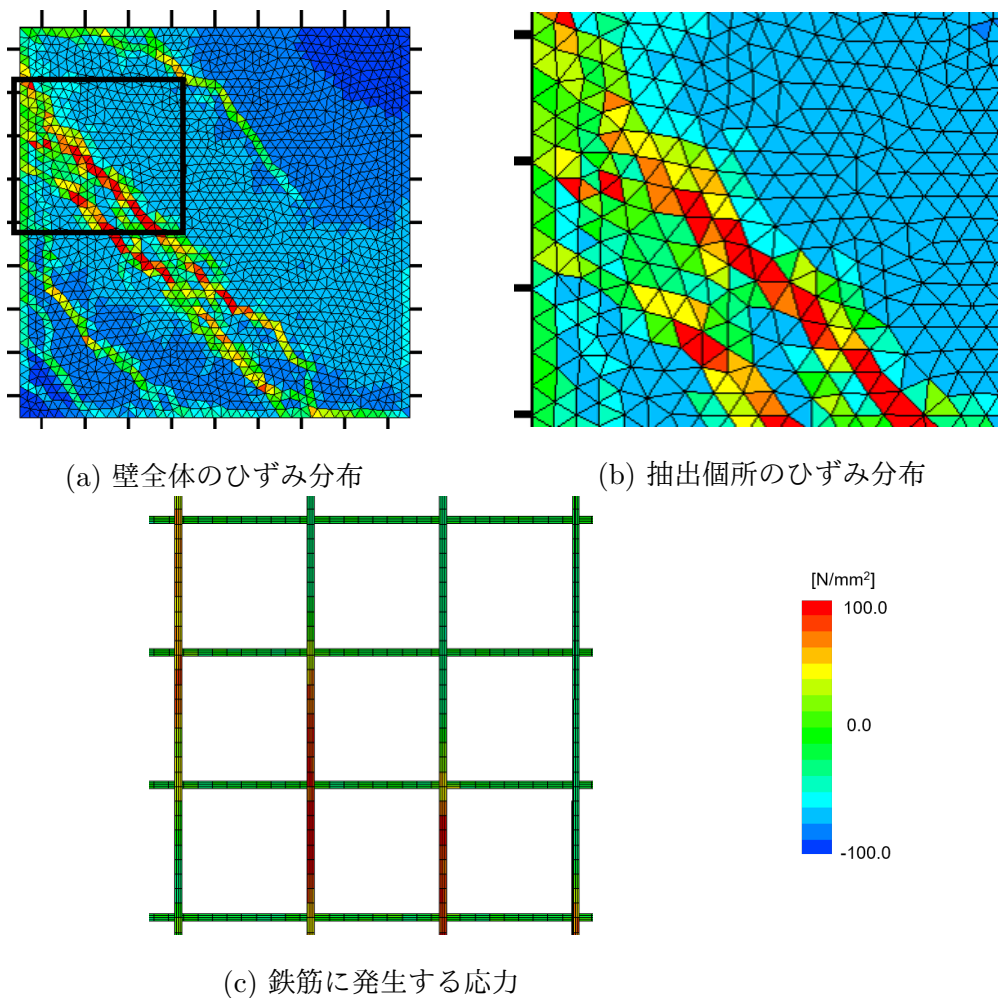 (a) 壁全体のひずみ分布
(b) 抽出個所のひずみ分布
[N/mm²]
100.0
0.0
-100.0
(c) 鉄筋に発生する応力